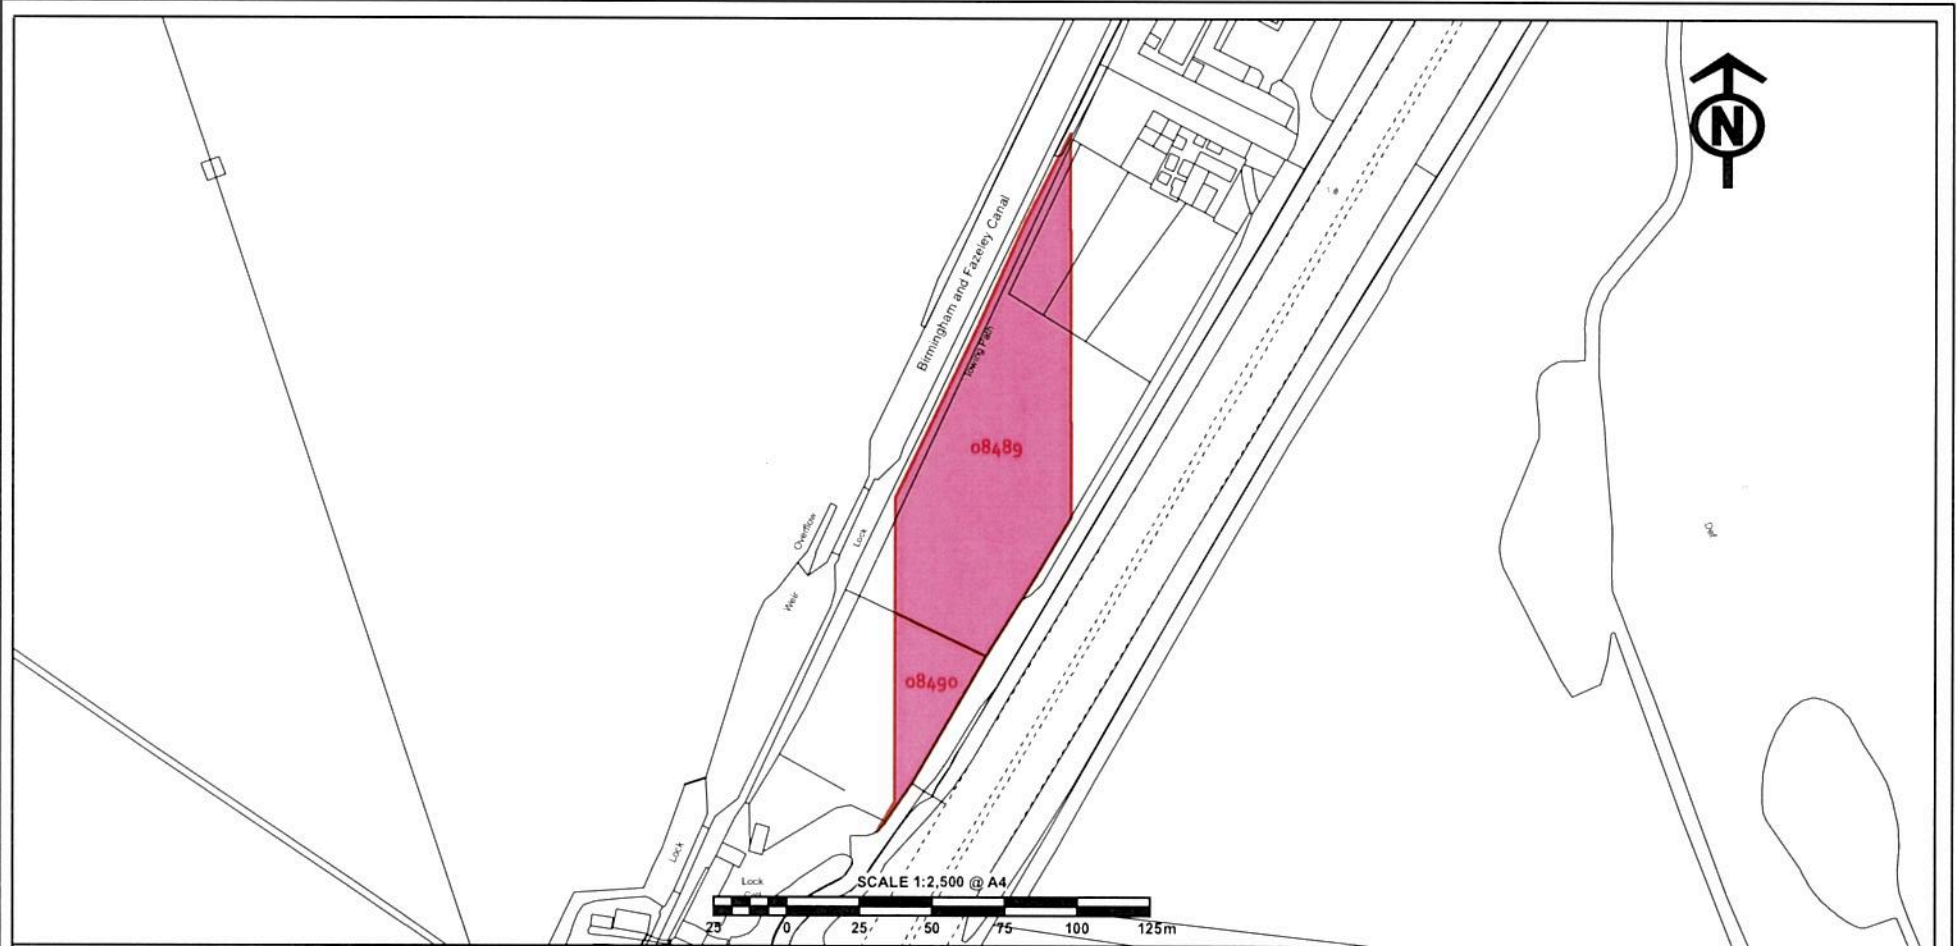 N
Birmingham and Fazeley Canal
Towing Path
08489
Overflow
Lock
Def
Weir
08490
Lock
Lock
SCALE 1:2,500 @ A4
25 0 25 50 75 100 125m